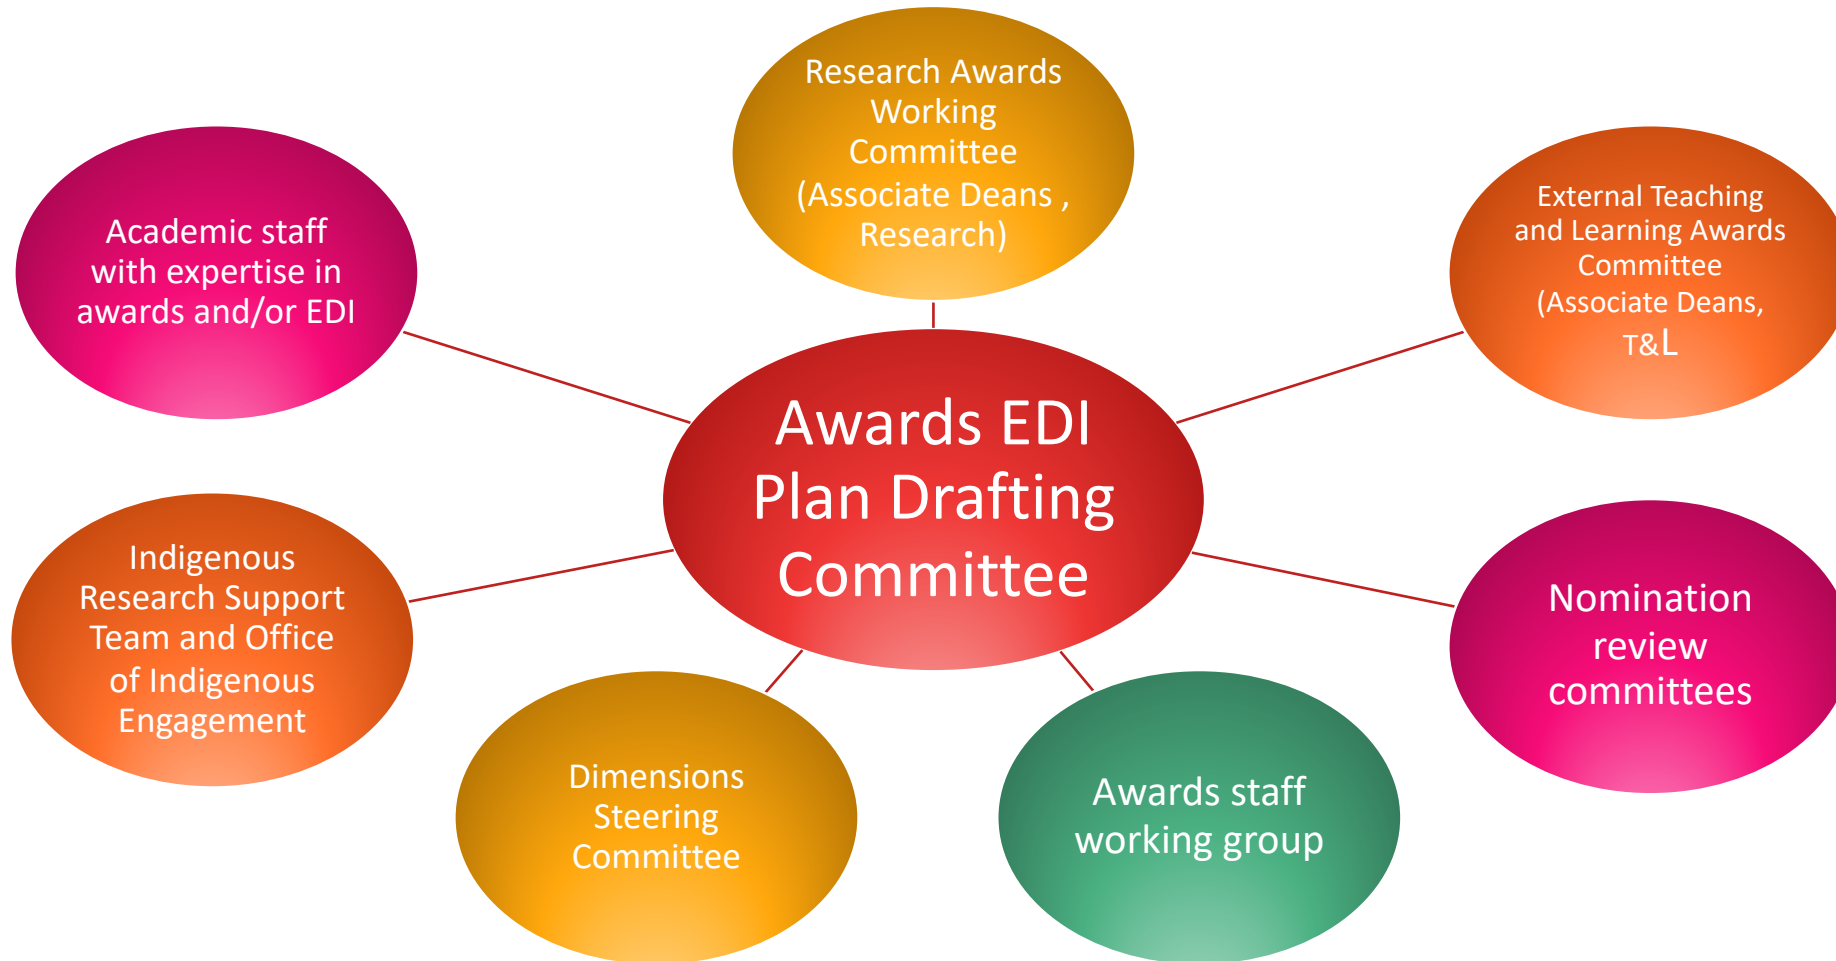 Research Awards
Working
Committee
(Associate Deans ,
Research)
External Teaching
and Learning Awards
Committee
(Associate Deans,
T&L
Academic staff
with expertise in
awards and/or EDI
Awards EDI
Plan Drafting
Committee
Indigenous
Research Support
Team and Office
of Indigenous
Engagement
Nomination
review
committees
Dimensions
Steering
Committee
Awards staff
working group